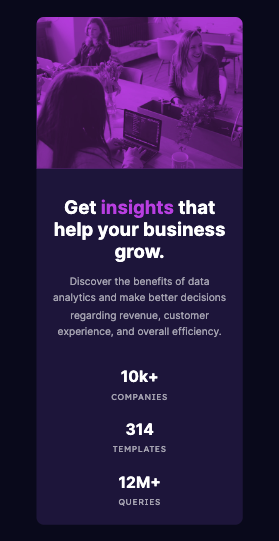 Get insights that
help your business
grow.
Discover the benefits of data
analytics and make better decisions
regarding revenue, customer
experience, and overall efficiency.
10k+
COMPANIES
314
TEMPLATES
12M+
QUERIES